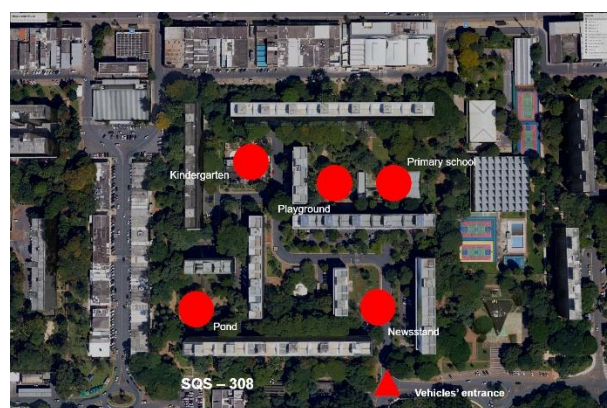 Primary school
Kindergarten
Playground
Pond
Newsstand
SQS – 308
Vehicles' entrance